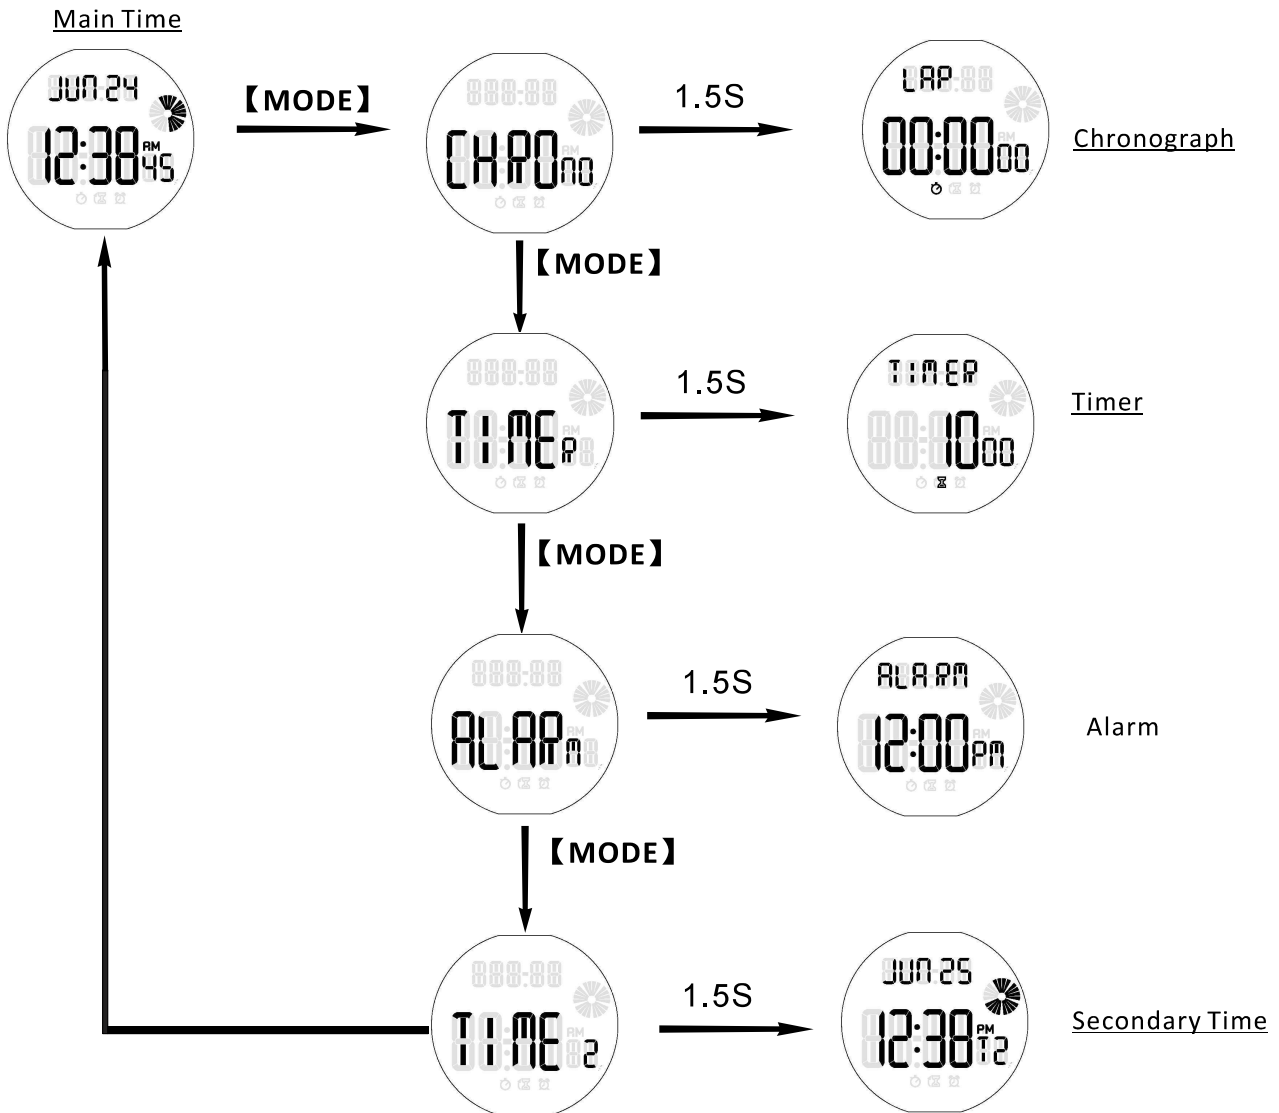 Main Time
JUN 24
12:38 AM 45
【MODE】
CHRONO
1.5S
LAP
00:00 00
Chronograph
【MODE】
TIMER
1.5S
TIMER
10 00
Timer
【MODE】
ALARM
1.5S
ALARM
12:00 PM
Alarm
【MODE】
TIME 2
1.5S
JUN 25
12:38 PM T2
Secondary Time